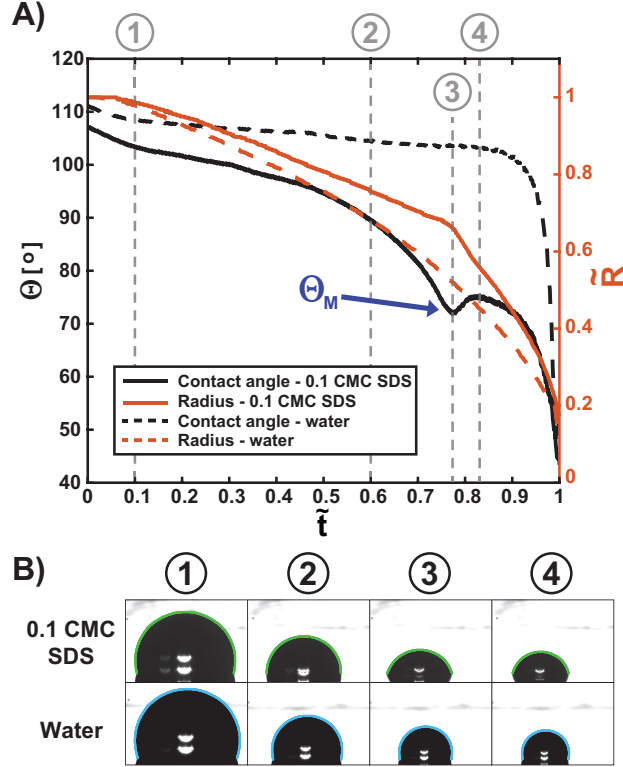 A)
1 2 4
3
120 110 100 90 80 70 60 50 40
Θ [º]
1 0.8 0.6 0.4 0.2 0
R̃
Θ_M
Contact angle - 0.1 CMC SDS
Radius - 0.1 CMC SDS
Contact angle - water
Radius - water
0 0.1 0.2 0.3 0.4 0.5 0.6 0.7 0.8 0.9 1
t̃
B)
1 2 3 4
0.1 CMC
SDS
Water